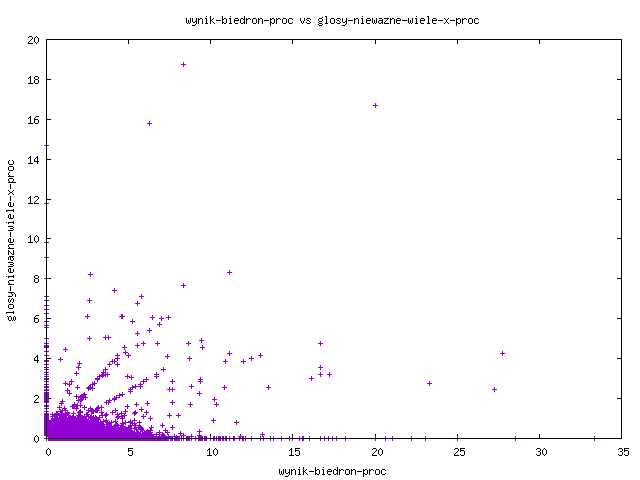 wynik-biedron-proc vs glosy-niewazne-wiele-x-proc
20
18
16
14
12
10
8
6
4
2
0
glosy-niewazne-wiele-x-proc
0 5 10 15 20 25 30 35
wynik-biedron-proc